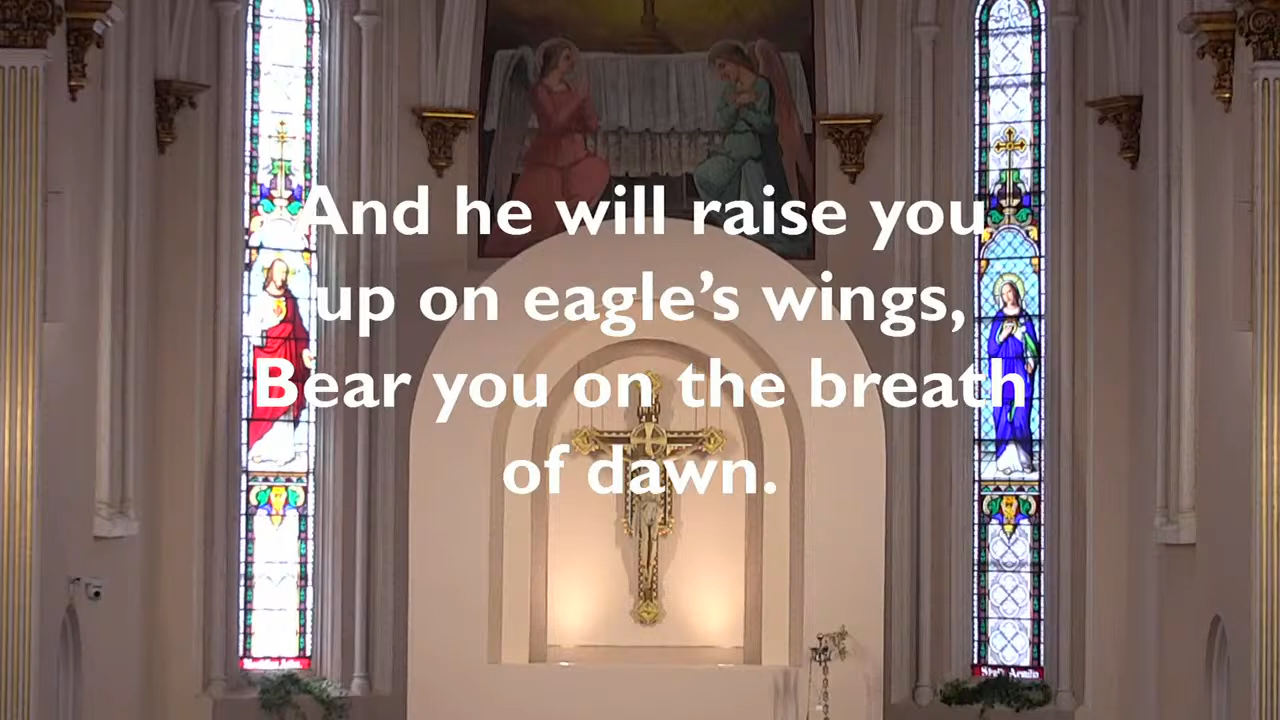 And he will raise you
up on eagle’s wings,
Bear you on the breath
of dawn.